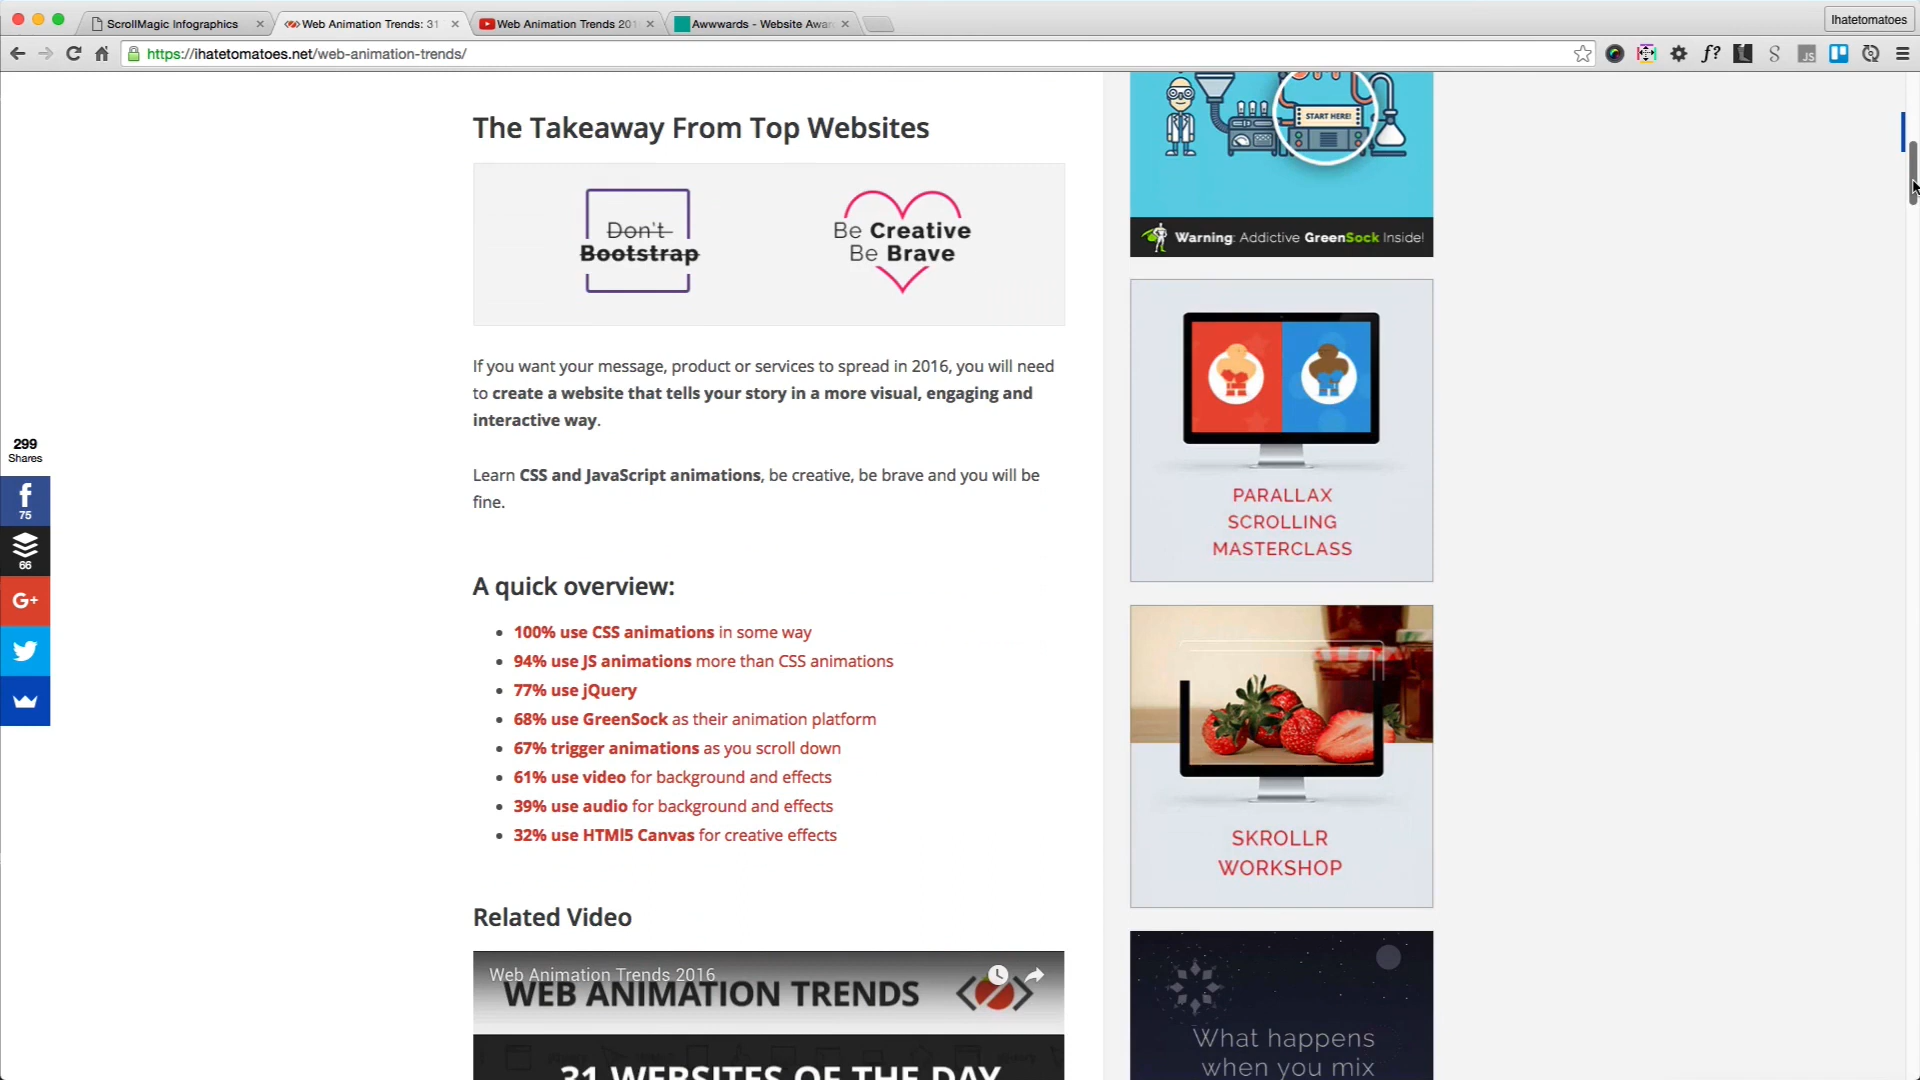 ScrollMagic Infographics
Web Animation Trends: 31
Web Animation Trends 201
Awwwards - Website Awar
Ihatetomatoes
https://ihatetomatoes.net/web-animation-trends/
f?
JS
The Takeaway From Top Websites
Don't
Bootstrap
Be Creative
Be Brave
If you want your message, product or services to spread in 2016, you will need
to create a website that tells your story in a more visual, engaging and
interactive way.
Learn CSS and JavaScript animations, be creative, be brave and you will be
fine.
A quick overview:
100% use CSS animations in some way
94% use JS animations more than CSS animations
77% use jQuery
68% use GreenSock as their animation platform
67% trigger animations as you scroll down
61% use video for background and effects
39% use audio for background and effects
32% use HTMl5 Canvas for creative effects
Related Video
Web Animation Trends 2016
WEB ANIMATION TRENDS
31 WEBSITES OF THE DAY
299
Shares
75
66
G+
START HERE!
Warning: Addictive GreenSock Inside!
PARALLAX
SCROLLING
MASTERCLASS
SKROLLR
WORKSHOP
What happens
when you mix